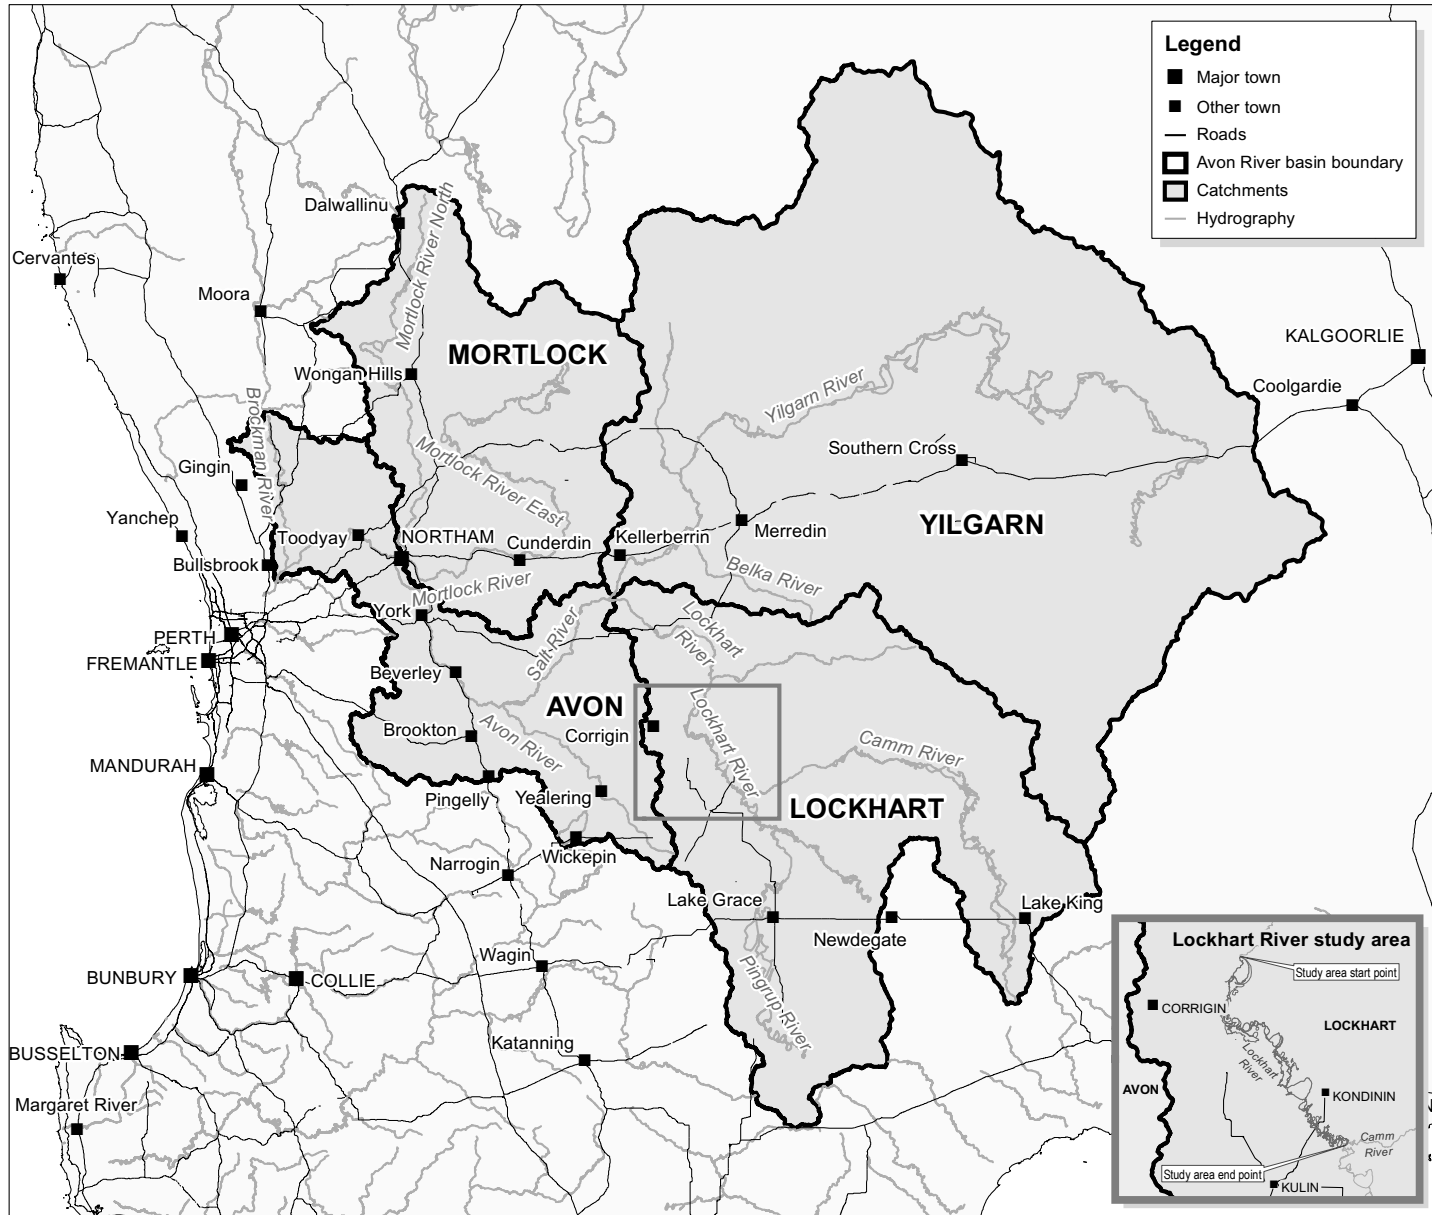 Legend
Major town
Other town
Roads
Avon River basin boundary
Catchments
Hydrography
Dalwallinu
Mortlock River North
Cervantes
Moora
MORTLOCK
KALGOORLIE
Wongan Hills
Coolgardie
Yilgarn River
Brockman River
Southern Cross
Gingin
Mortlock River East
Yanchep
YILGARN
Toodyay
NORTHAM
Cunderdin
Kellerberrin
Merredin
Bullsbrook
Belka River
Mortlock River
York
Lockhart
River
PERTH
Salt River
FREMANTLE
Beverley
AVON
Lockhart River
Brookton
Avon River
Corrigin
Camm River
MANDURAH
Pingelly
Yealering
LOCKHART
Wickepin
Narrogin
Lake Grace
Lake King
Newdegate
Wagin
BUNBURY
COLLIE
Pingrup River
Katanning
BUSSELTON
Margaret River
Lockhart River study area
Study area start point
CORRIGIN
LOCKHART
Lockhart
River
AVON
KONDININ
Camm
River
Study area end point
KULIN